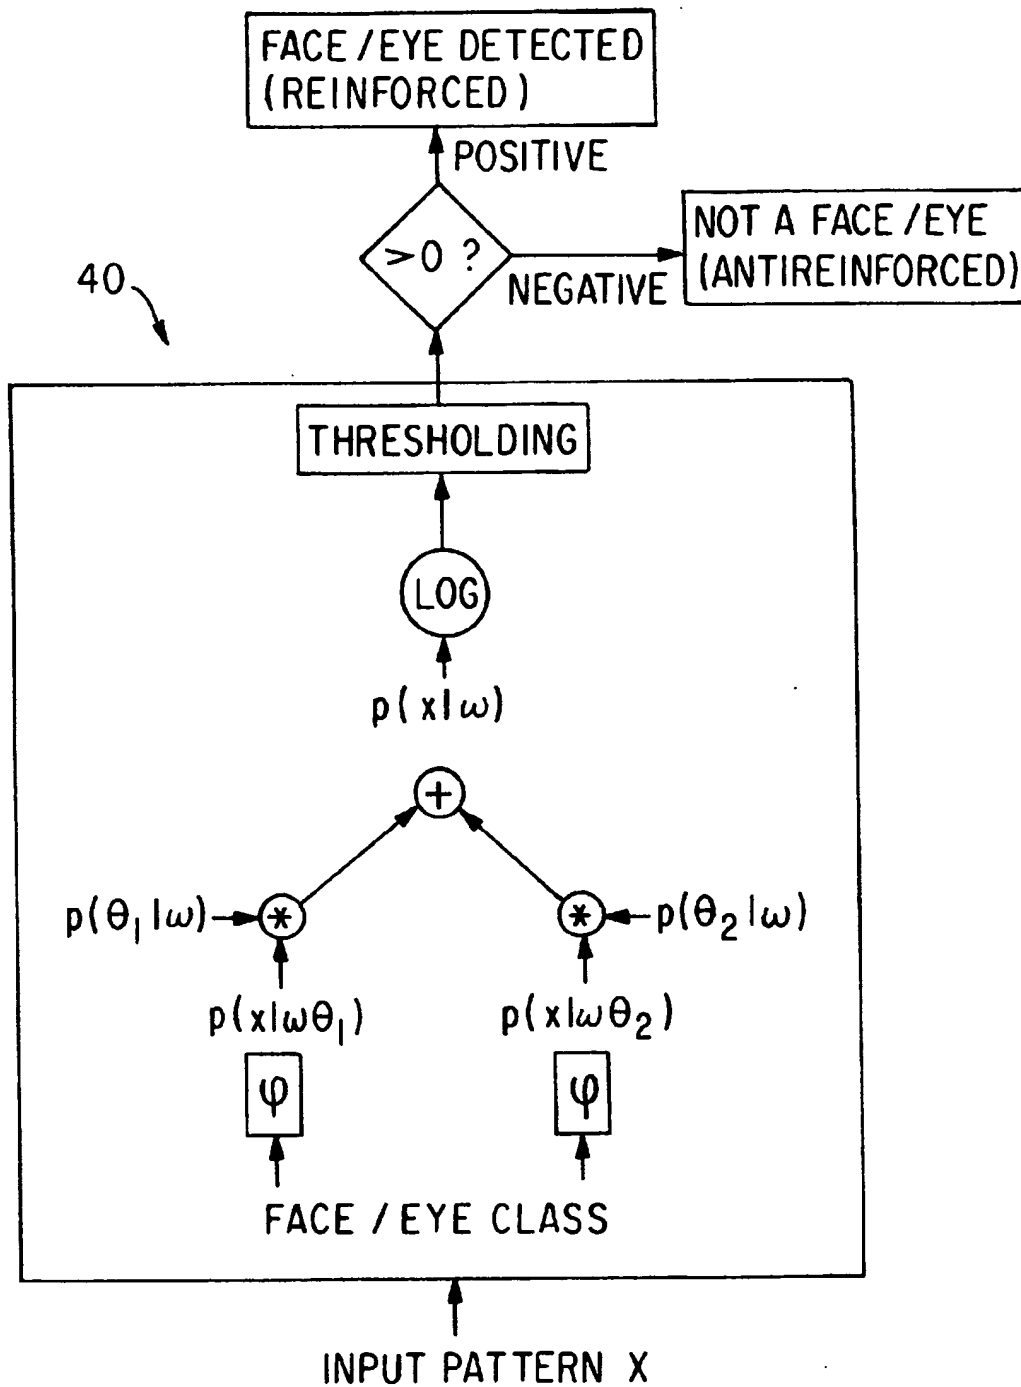 FACE / EYE DETECTED
(REINFORCED)
POSITIVE
> 0 ?
NEGATIVE
NOT A FACE / EYE
(ANTIREINFORCED)
40
THRESHOLDING
LOG
p( x | ω)
+
p(θ₁ | ω)
*
*
p(θ₂ | ω)
p(x | ωθ₁)
p(x | ωθ₂)
φ
φ
FACE / EYE CLASS
INPUT PATTERN X